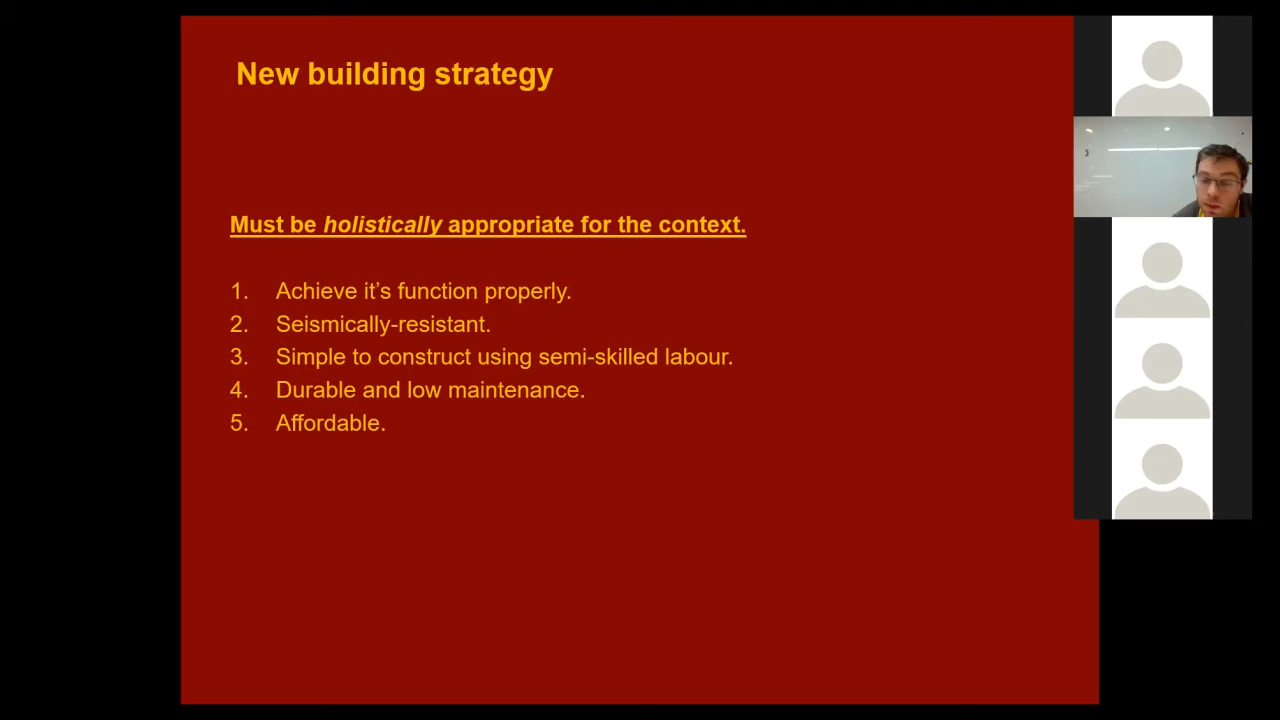 New building strategy
Must be holistically appropriate for the context.
1. Achieve it's function properly.
2. Seismically-resistant.
3. Simple to construct using semi-skilled labour.
4. Durable and low maintenance.
5. Affordable.